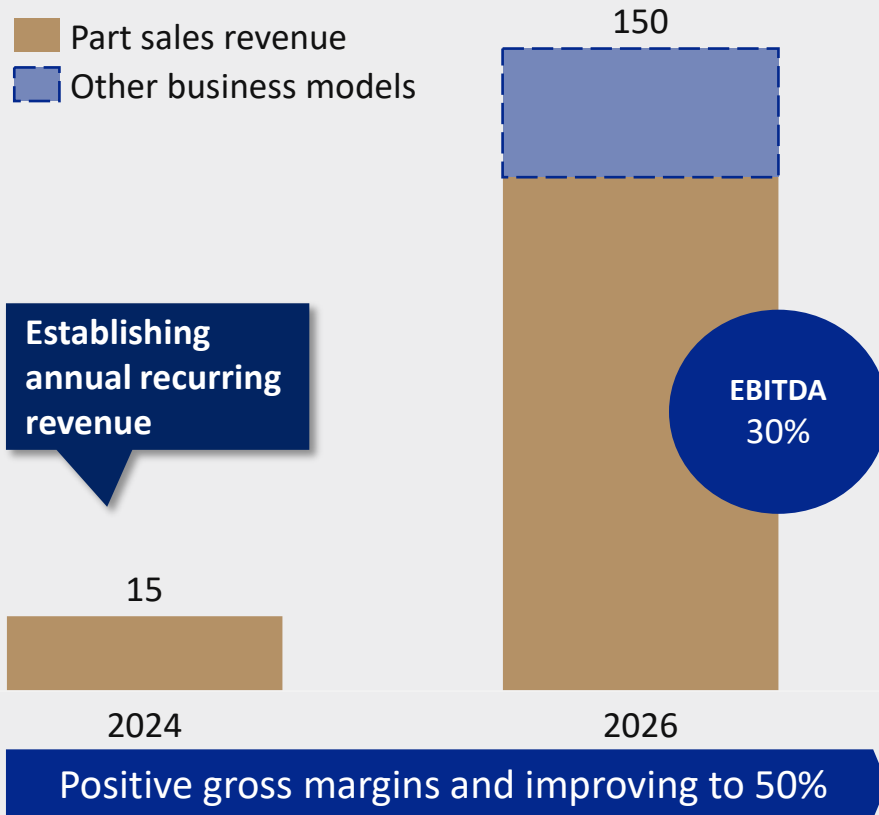 Part sales revenue
Other business models
150
Establishing
annual recurring
revenue
EBITDA
30%
15
2024
2026
Positive gross margins and improving to 50%